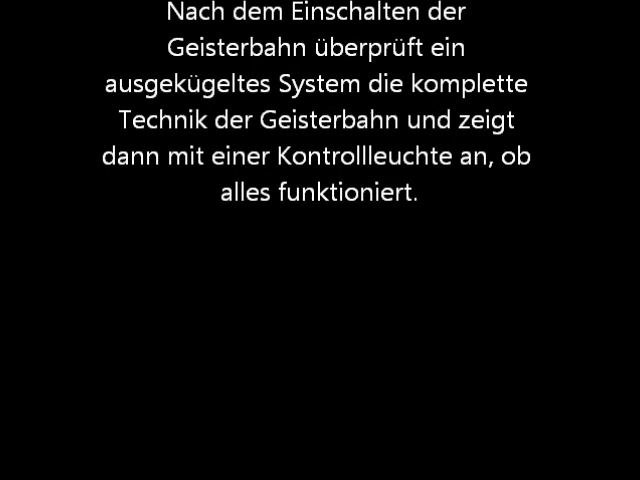 Nach dem Einschalten der
Geisterbahn überprüft ein
ausgekügeltes System die komplette
Technik der Geisterbahn und zeigt
dann mit einer Kontrollleuchte an, ob
alles funktioniert.